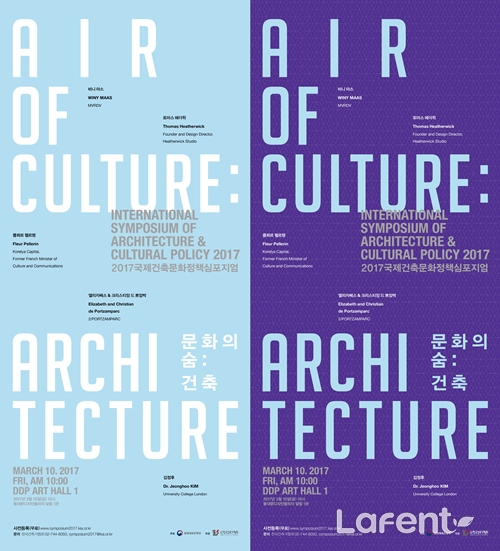 AIR
OF
CULTURE:
위니 마스
WINY MAAS
MVRDV
토마스 헤더윅
Thomas Heatherwick
Founder and Design Director,
Heatherwick Studio
INTERNATIONAL
SYMPOSIUM OF
ARCHITECTURE &
CULTURAL POLICY 2017
2017국제건축문화정책심포지엄
플뢰르 펠르랭
Fleur Pellerin
Korelya Capital,
Former French Minister of
Culture and Communications
엘리자베스 & 크리스티앙 드 포잠박
Elizabeth and Christian
de Portzamparc
2/PORTZAMPARC
ARCHI
TECTURE
문화의
숨:
건축
MARCH 10. 2017
FRI, AM 10:00
DDP ART HALL 1
김정후
Dr. Jeonghoo KIM
University College London
AIR
OF
CULTURE:
WINY MAAS
MVRDV
토마스 헤더윅
Thomas Heatherwick
Founder and Design Director,
Heatherwick Studio
INTERNATIONAL
SYMPOSIUM OF
ARCHITECTURE &
CULTURAL POLICY 2017
2017국제건축문화정책심포지엄
플뢰르 펠르랭
Fleur Pellerin
Korelya Capital,
Former French Minister of
Culture and Communications
엘리자베스 & 크리스티앙 드 포잠박
Elizabeth and Christian
de Portzamparc
2/PORTZAMPARC
ARCHI
TECTURE
문화의
숨:
건축
MARCH 10. 2017
FRI, AM 10:00
DDP ART HALL 1
김정후
Dr. Jeonghoo KIM
University College London
Lafent